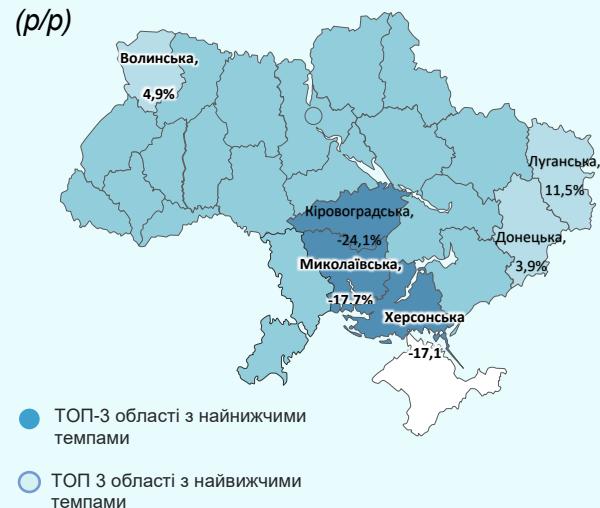 (р/р)
Волинська,
4,9%
Луганська,
11,5%
Кіровоградська,
-24,1%
Донецька,
3,9%
Миколаївська,
-17,7%
Херсонська
-17,1
ТОП-3 області з найнижчими
темпами
ТОП 3 області з найвижчими
темпами